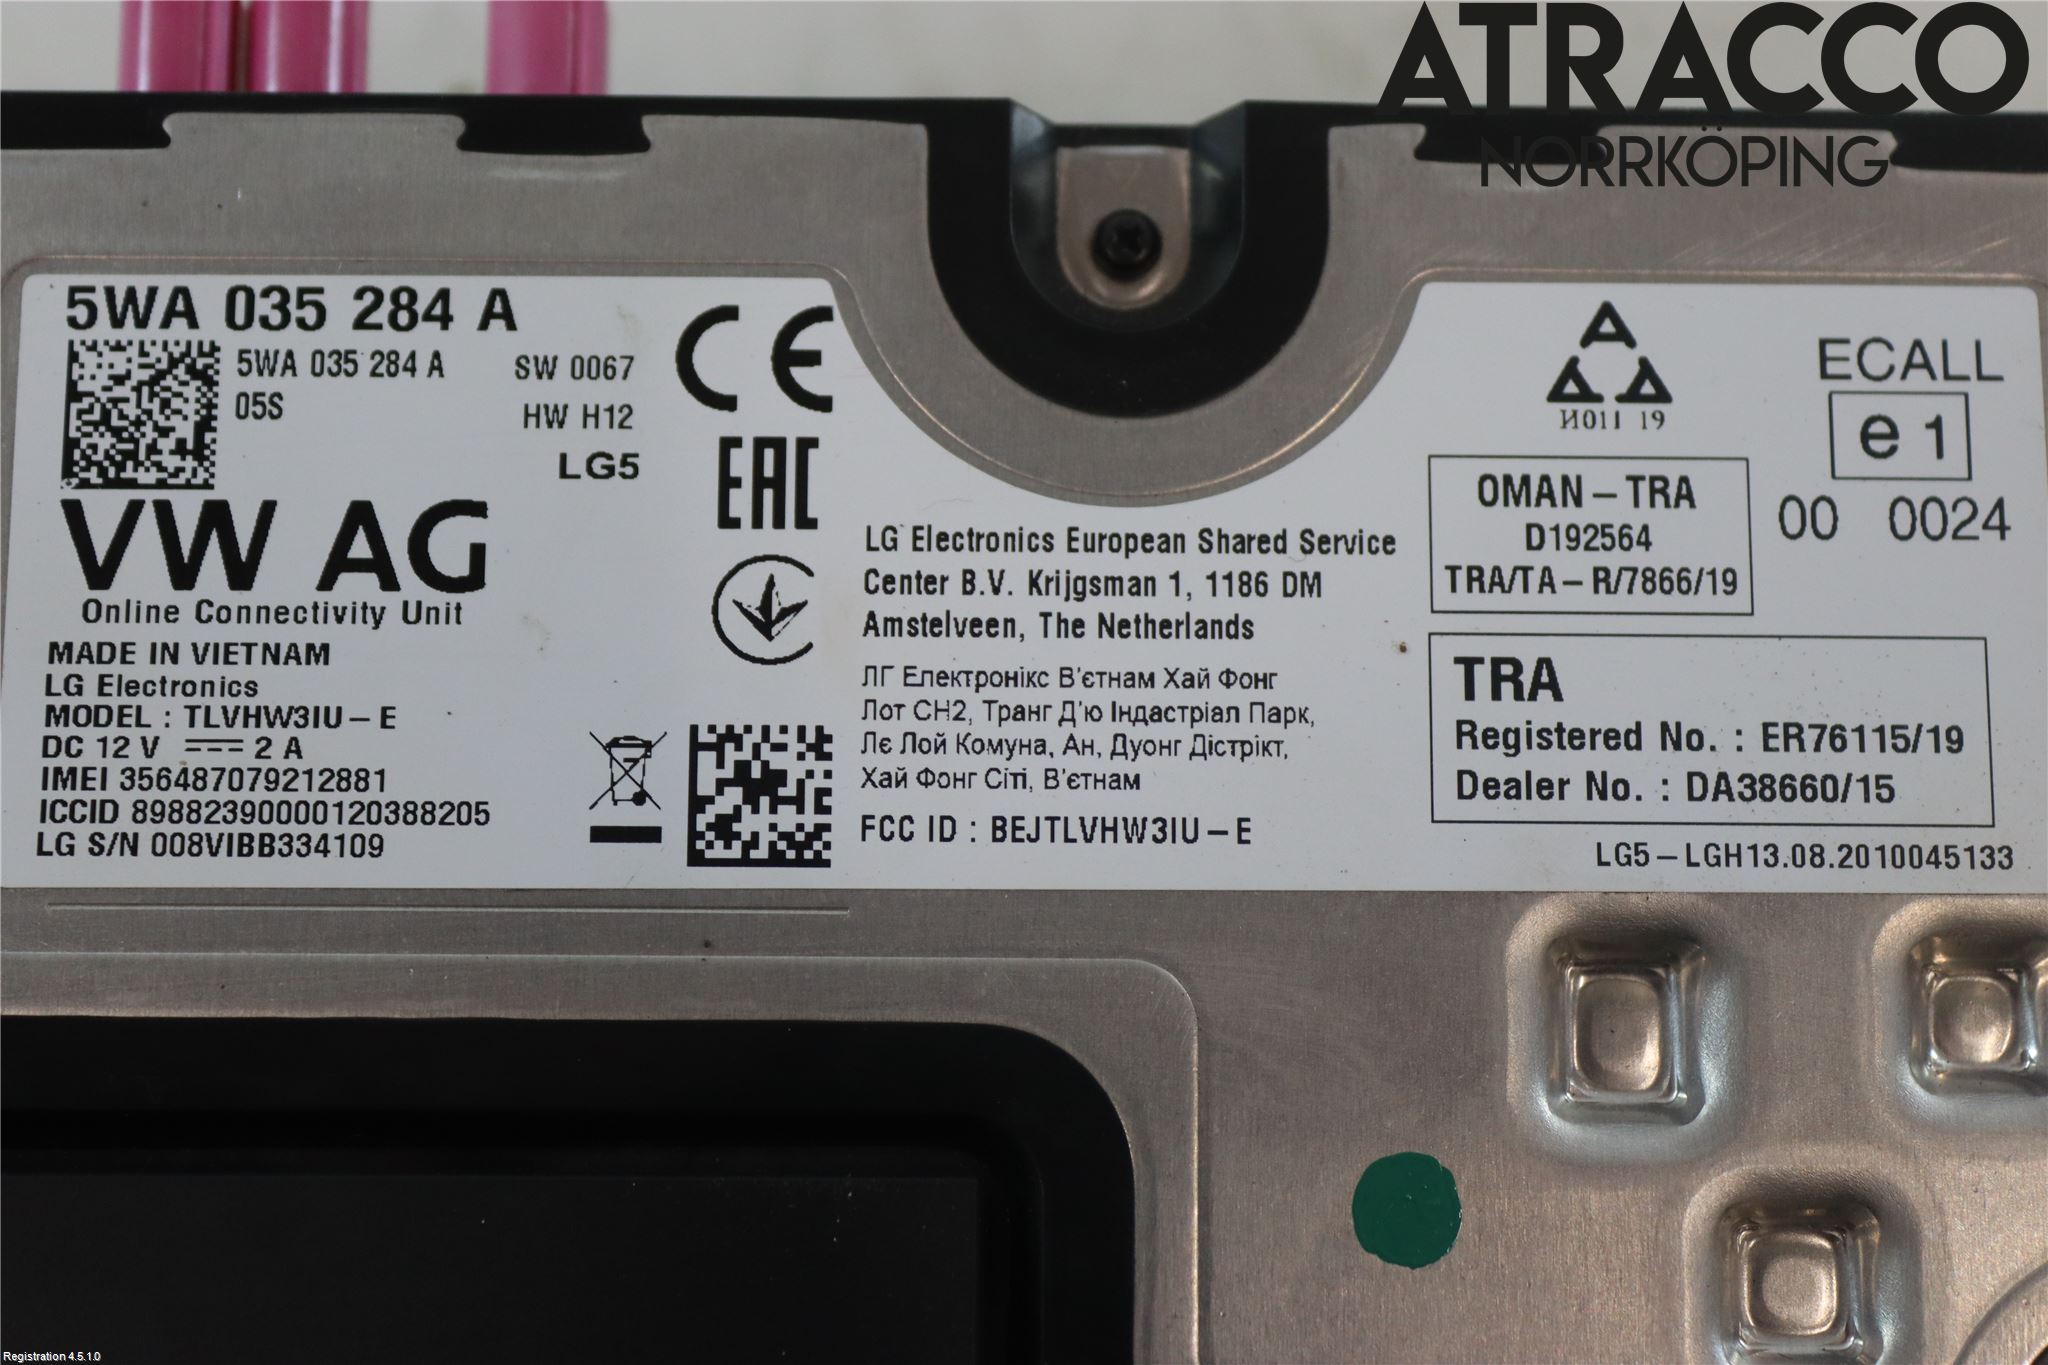 ATRACCO
NORRKÖPING
5WA 035 284 A
5WA 035 284 A
05S
SW 0067
HW H12
LG5
VW AG
Online Connectivity Unit
MADE IN VIETNAM
LG Electronics
MODEL : TLVHW3IU – E
DC 12 V 2 A
IMEI 356487079212881
ICCID 89882390000120388205
LG S/N 008VIBB334109
CE
EAC
LG Electronics European Shared Service
Center B.V. Krijgsman 1, 1186 DM
Amstelveen, The Netherlands
ЛГ Електронікс В'єтнам Хай Фонг
Лот СН2, Транг Д'ю Індастріал Парк,
Лє Лой Комуна, Ан, Дуонг Дістрікт,
Хай Фонг Сіті, В'єтнам
FCC ID : BEJTLVHW3IU – E
И011 19
ECALL
e 1
00 0024
OMAN – TRA
D192564
TRA/TA – R/7866/19
TRA
Registered No. : ER76115/19
Dealer No. : DA38660/15
LG5 – LGH13.08.2010045133
Registration 4.5.1.0